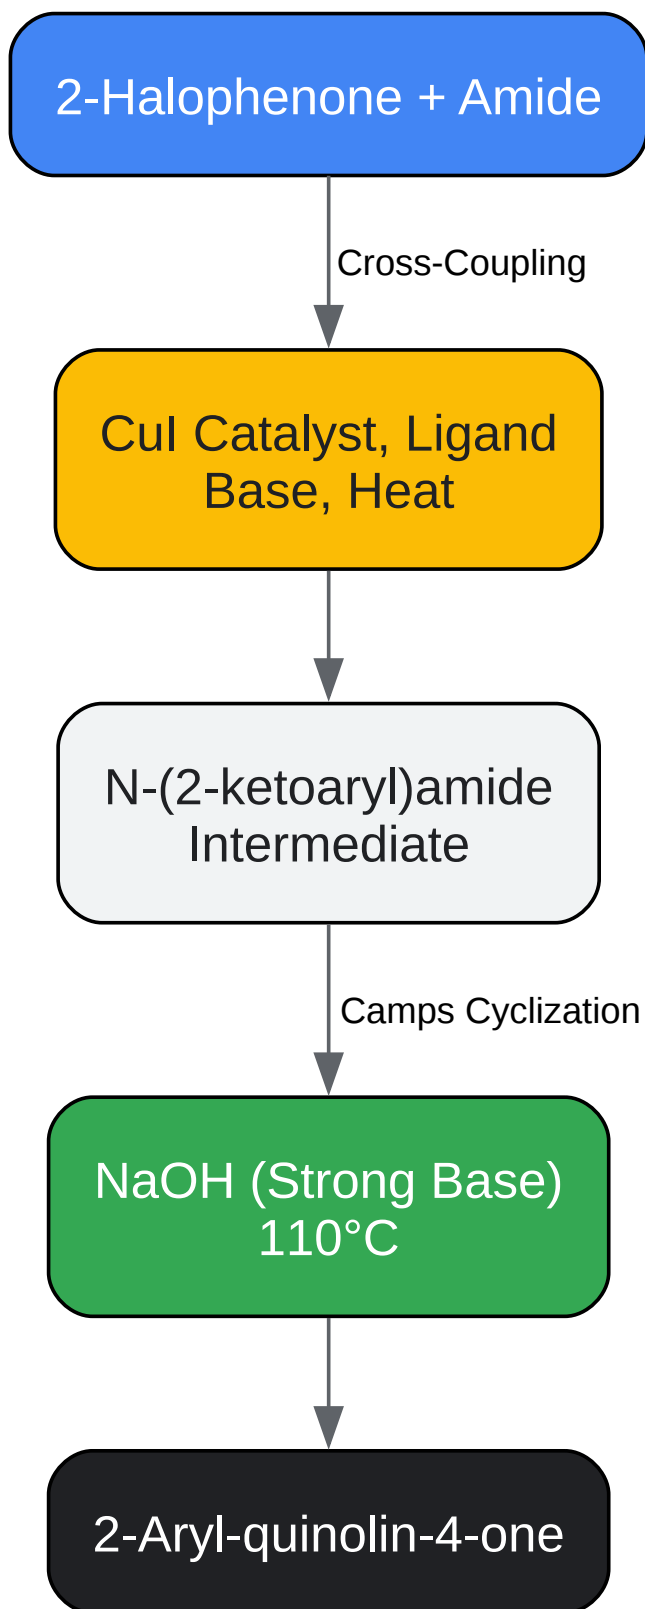 2-Halophenone + Amide
Cross-Coupling
CuI Catalyst, Ligand
Base, Heat
N-(2-ketoaryl)amide
Intermediate
Camps Cyclization
NaOH (Strong Base)
110°C
2-Aryl-quinolin-4-one